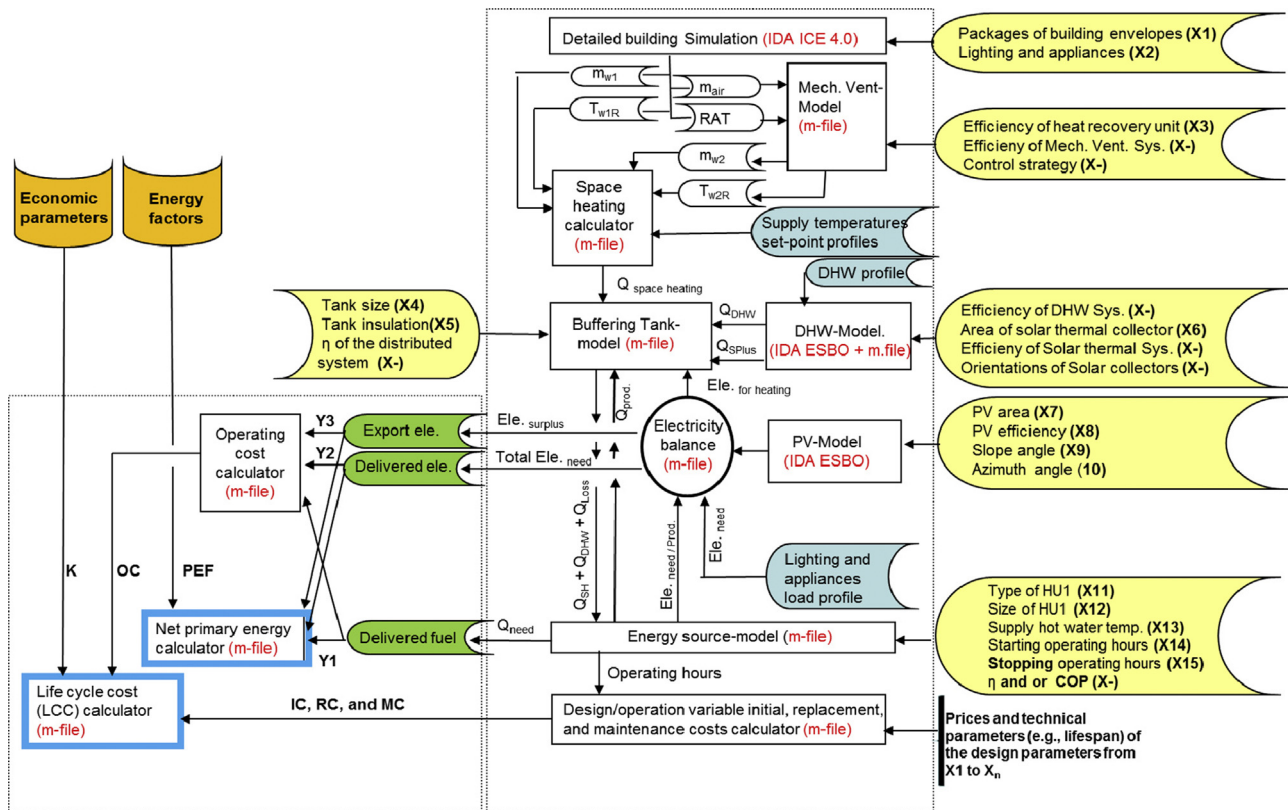 Detailed building Simulation (IDA ICE 4.0)
Packages of building envelopes (X1)
Lighting and appliances (X2)
mw1
mair
Tw1R
RAT
Mech. Vent-
Model
(m-file)
Efficiency of heat recovery unit (X3)
Efficieny of Mech. Vent. Sys. (X-)
Control strategy (X-)
mw2
Tw2R
Economic
parameters
Energy
factors
Space
heating
calculator
(m-file)
Supply temperatures
set-point profiles
DHW profile
Q space heating
Tank size (X4)
Tank insulation(X5)
η of the distributed
system (X-)
Buffering Tank-
model (m-file)
QDHW
QSPlus
DHW-Model.
(IDA ESBO + m.file)
Efficiency of DHW Sys. (X-)
Area of solar thermal collector (X6)
Efficieny of Solar thermal Sys. (X-)
Orientations of Solar collectors (X-)
Qprod.
Ele. for heating
Operating
cost
calculator
(m-file)
Y3
Export ele.
Ele. surplus
Y2
Delivered ele.
Total Ele. need
Electricity
balance
(m-file)
PV-Model
(IDA ESBO)
PV area (X7)
PV efficiency (X8)
Slope angle (X9)
Azimuth angle (10)
QSH + QDHW + QLoss
Ele. need / Prod.
Ele. need
Lighting and
appliances
load profile
K
OC
PEF
Net primary energy
calculator (m-file)
Y1
Delivered fuel
Qneed
Energy source-model (m-file)
Type of HU1 (X11)
Size of HU1 (X12)
Supply hot water temp. (X13)
Starting operating hours (X14)
Stopping operating hours (X15)
η and or COP (X-)
Operating hours
Life cycle cost
(LCC) calculator
(m-file)
IC, RC, and MC
Design/operation variable initial, replacement,
and maintenance costs calculator (m-file)
Prices and technical
parameters (e.g., lifespan) of
the design parameters from
X1 to Xn